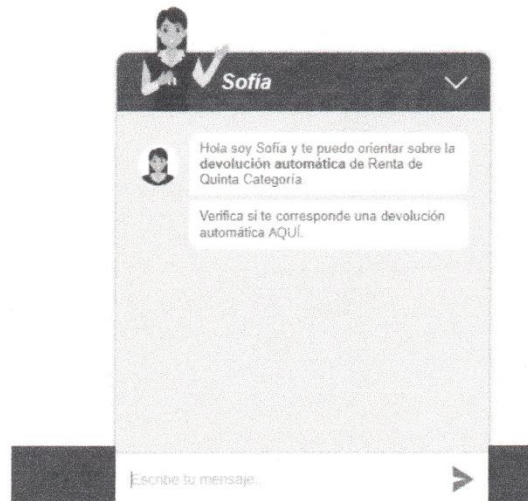 Sofía
Hola soy Sofía y te puedo orientar sobre la
devolución automática de Renta de
Quinta Categoría
Verifica si te corresponde una devolución
automática AQUÍ.
Escribe tu mensaje...